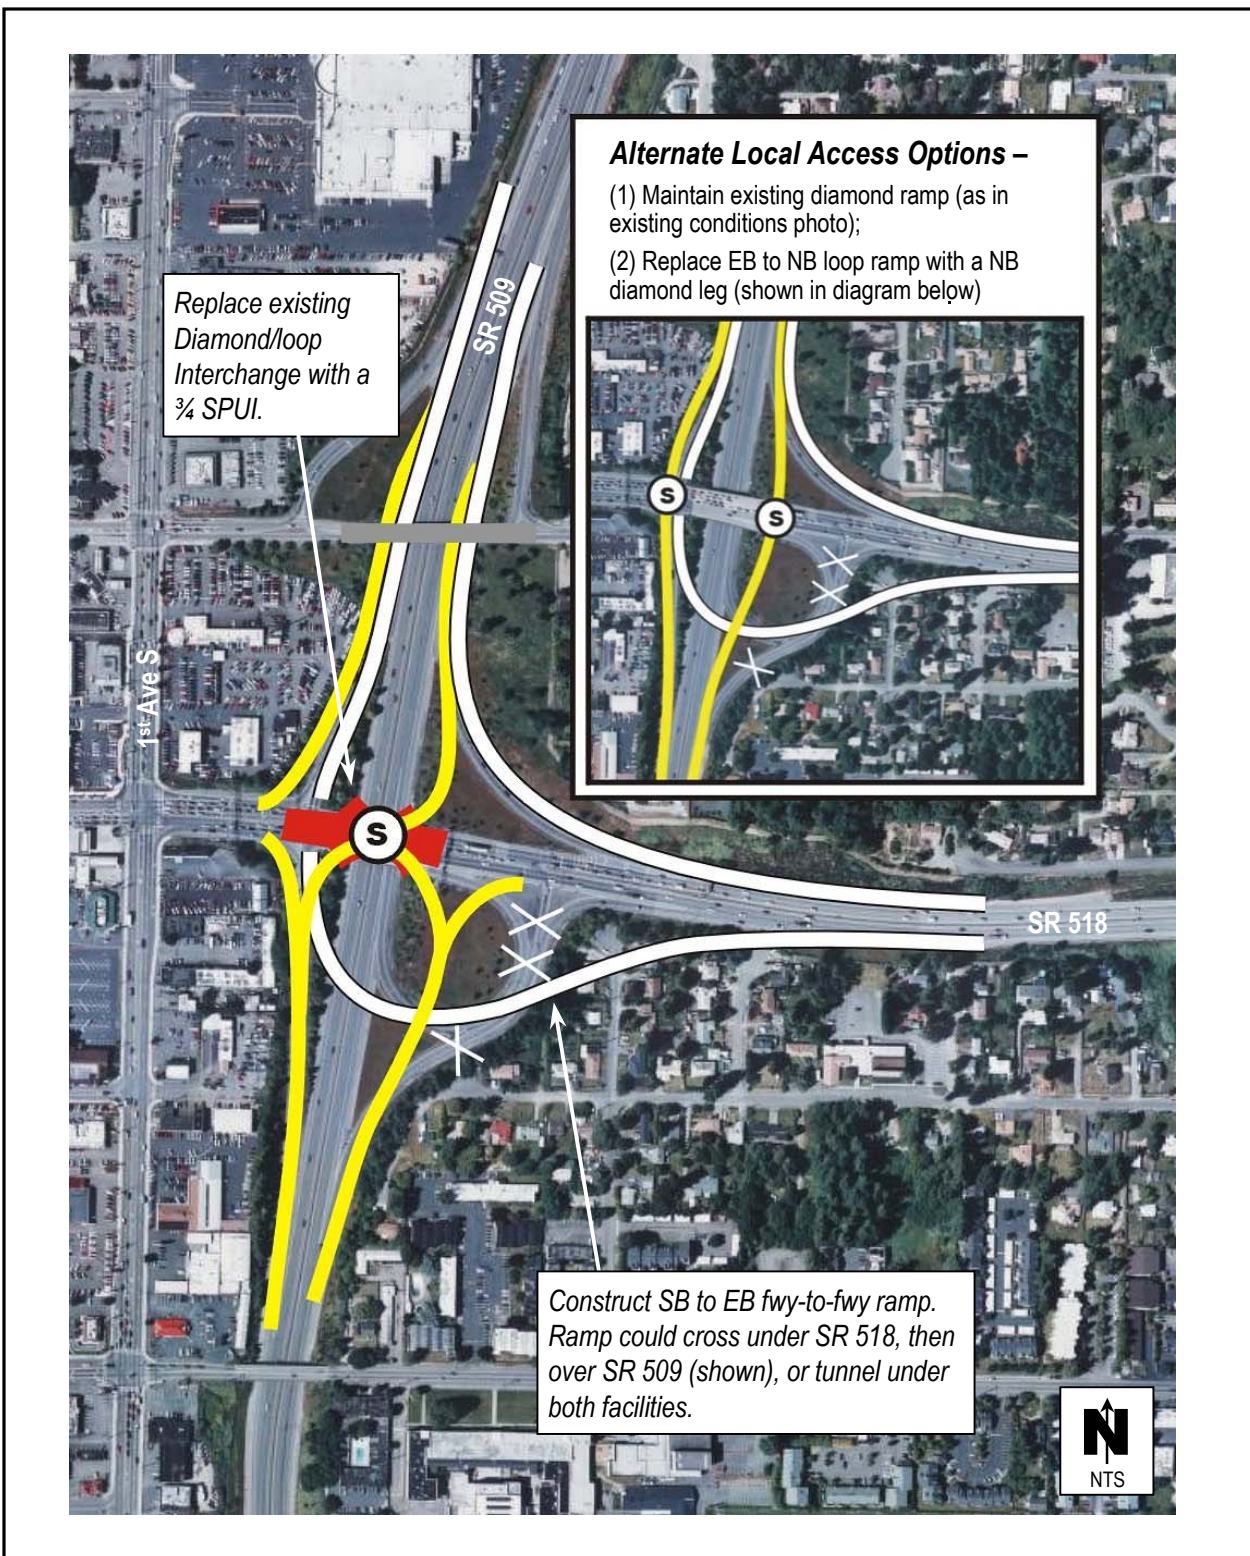 Alternate Local Access Options –
(1) Maintain existing diamond ramp (as in
existing conditions photo);
(2) Replace EB to NB loop ramp with a NB
diamond leg (shown in diagram below)
Replace existing
Diamond/loop
Interchange with a
¾ SPUI.
SR 509
S
S
1st Ave S
S
SR 518
Construct SB to EB fwy-to-fwy ramp.
Ramp could cross under SR 518, then
over SR 509 (shown), or tunnel under
both facilities.
N
NTS